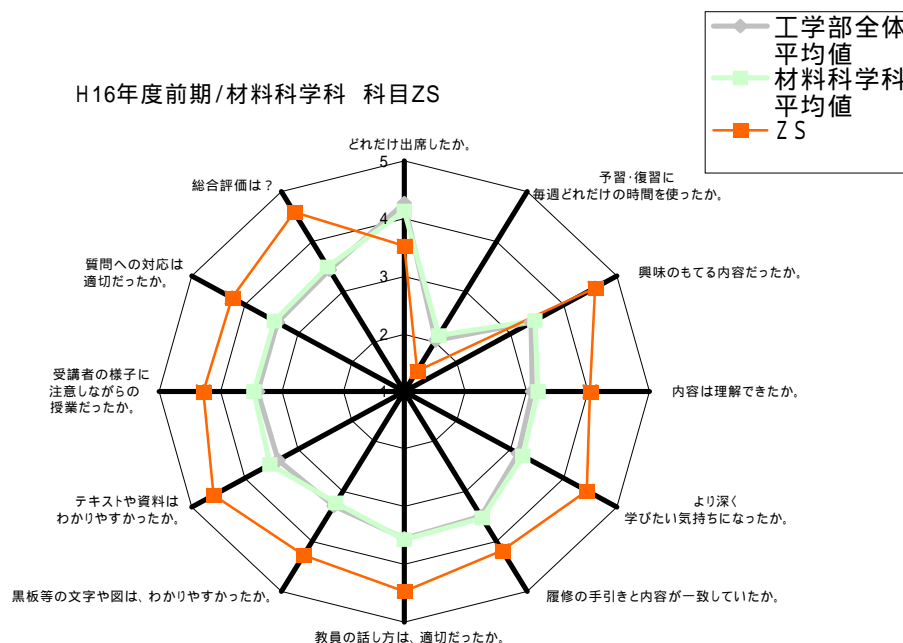 工学部全体
平均値
材料科学科
平均値
ZS
H16年度前期/材料科学科 科目ZS
どれだけ出席したか。
予習・復習に
毎週どれだけの時間を使ったか。
興味のもてる内容だったか。
内容は理解できたか。
より深く
学びたい気持ちになったか。
履修の手引きと内容が一致していたか。
教員の話し方は、適切だったか。
黒板等の文字や図は、わかりやすかったか。
テキストや資料は
わかりやすかったか。
受講者の様子に
注意しながらの
授業だったか。
質問への対応は
適切だったか。
総合評価は？
5
4
3
2
1